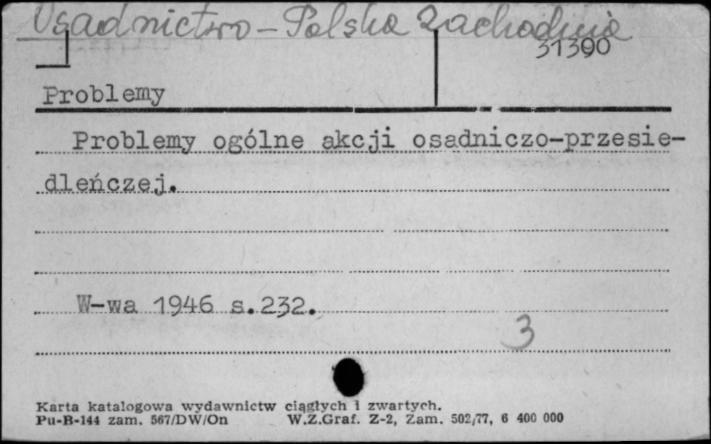 Osadnictwo – Polska Zachodnia
31390
Problemy
Problemy ogólne akcji osadniczo-przesie-
dleńczej.
W-wa 1946 s.232.
3
Karta katalogowa wydawnictw ciągłych i zwartych.
Pu-B-144 zam. 567/DW/On W.Z.Graf. Z-2, Zam. 502/77, 6 400 000